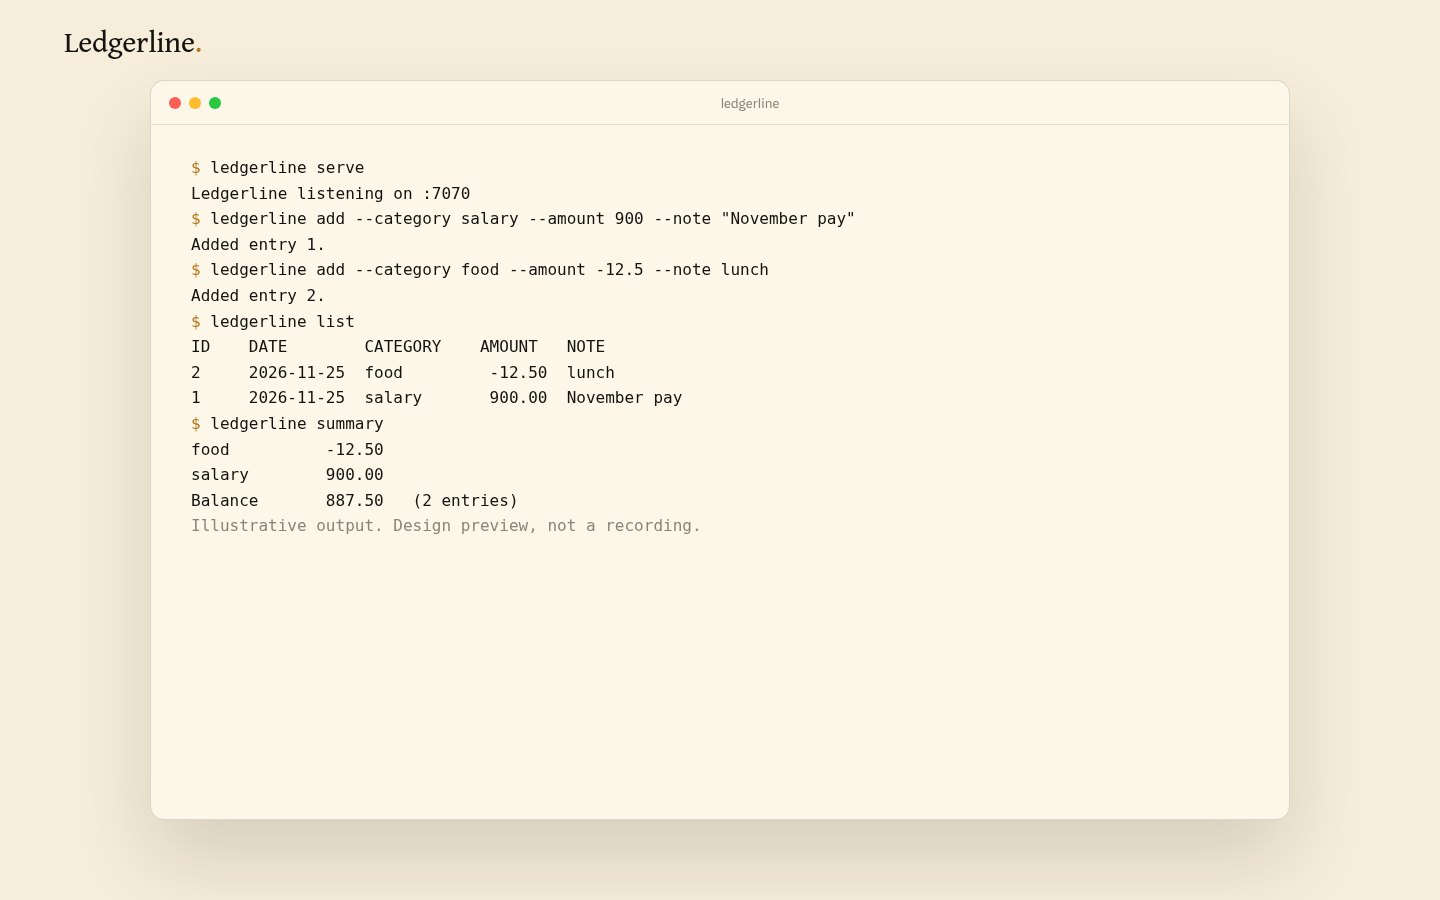 Ledgerline.
ledgerline
$ ledgerline serve
Ledgerline listening on :7070
$ ledgerline add --category salary --amount 900 --note "November pay"
Added entry 1.
$ ledgerline add --category food --amount -12.5 --note lunch
Added entry 2.
$ ledgerline list
ID    DATE        CATEGORY    AMOUNT   NOTE
2     2026-11-25  food         -12.50  lunch
1     2026-11-25  salary       900.00  November pay
$ ledgerline summary
food          -12.50
salary        900.00
Balance       887.50   (2 entries)
Illustrative output. Design preview, not a recording.